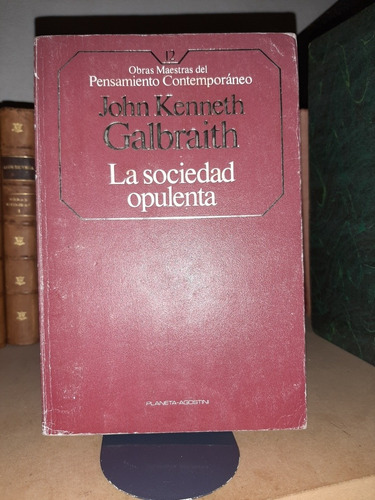 12
Obras Maestras del
Pensamiento Contemporáneo
John Kenneth
Galbraith
La sociedad
opulenta
PLANETA-AGOSTINI